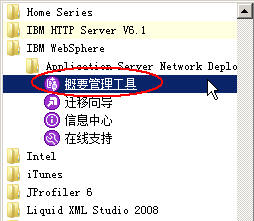 Home Series
IBM HTTP Server V6.1
IBM WebSphere
Application Server Network Deplo
概要管理工具
迁移向导
信息中心
在线支持
Intel
iTunes
JProfiler 6
Liquid XML Studio 2008